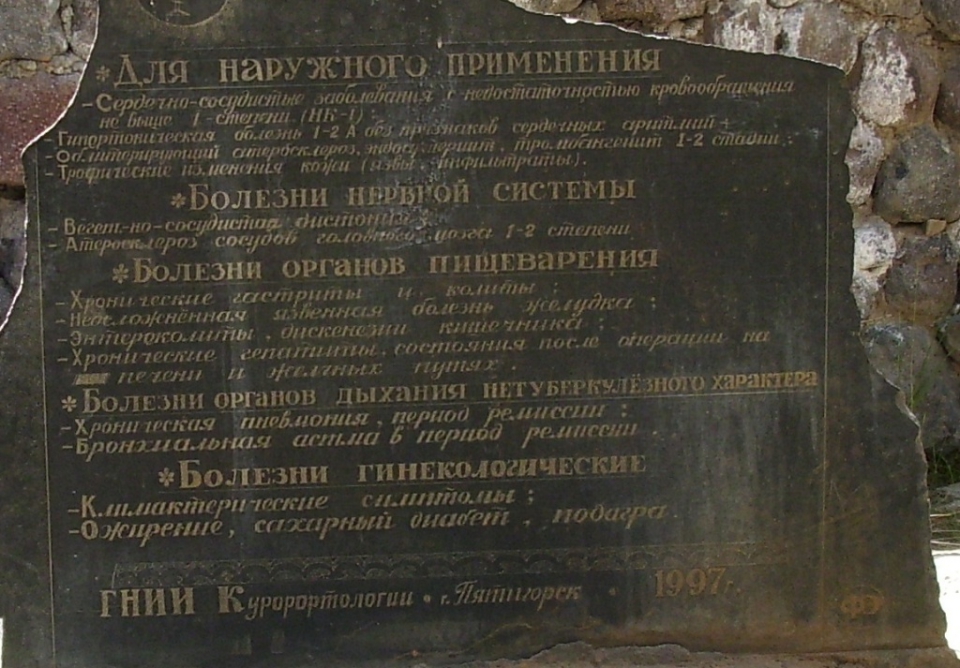 *Для наружного применения
-Сердечно-сосудистые заболевания с недостаточностью кровообращения
не выше 1-степени.(НК-1);
-Гипертоническая болезнь 1-2 А без признаков сердечных аритмий;
-Облитерирующий атеросклероз, эндоартериит, тромбангиит 1-2 стадии;
-Трофические изменения кожи (язвы, инфильтраты).
*Болезни нервной системы
-Вегет-но-сосудистая дистония;
-Атеросклероз сосудов головного мозга 1-2 степени
*Болезни органов пищеварения
-Хронические гастриты и колиты;
-Неосложнённая язвенная болезнь желудка;
-Энтероколиты, дискенезии кишечника;
-Хронические гепатиты, состояния после операции на
печени и желчных путях.
*Болезни органов дыхания нетуберкулёзного характера
-Хроническая пневмония, период ремиссии;
-Бронхиальная астма в период ремиссии.
*Болезни гинекологические
-Климактерические симптомы;
-Ожирение, сахарный диабет, подагра.
ГНИИ Курортологии • г.Пятигорск • 1997г.